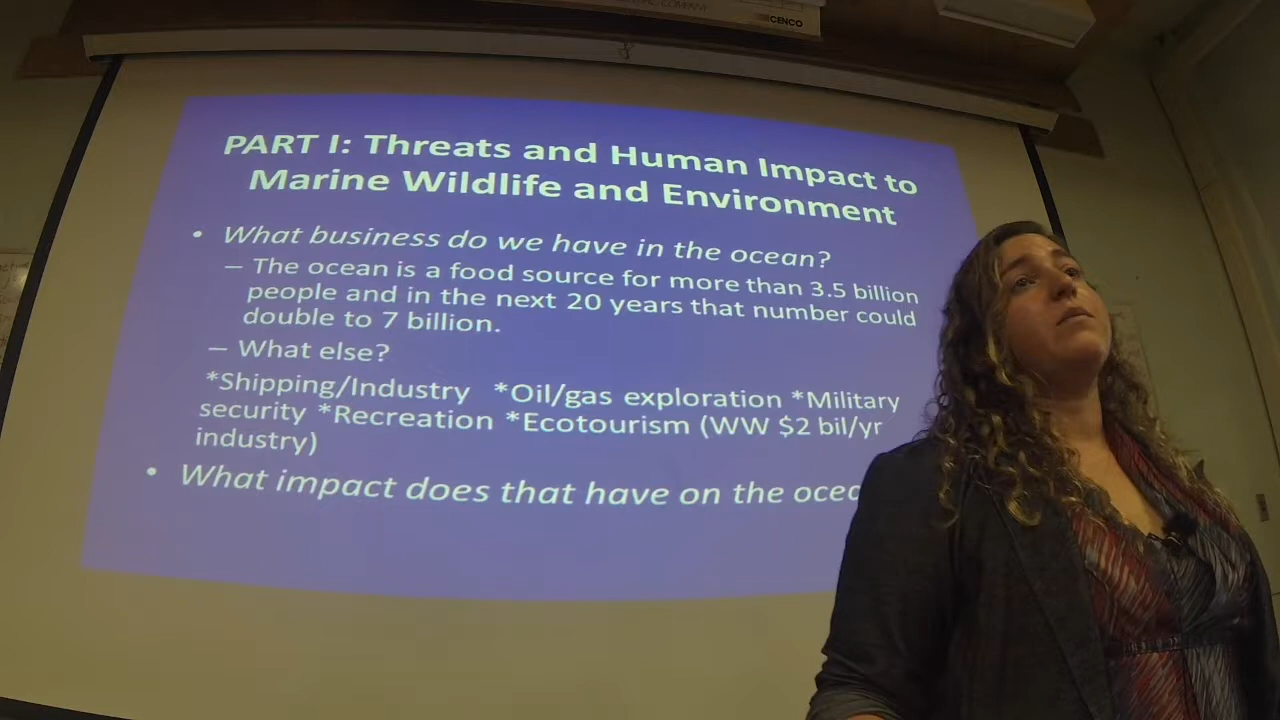 CENCO
PART I: Threats and Human Impact to
Marine Wildlife and Environment
• What business do we have in the ocean?
– The ocean is a food source for more than 3.5 billion
people and in the next 20 years that number could
double to 7 billion.
– What else?
*Shipping/Industry *Oil/gas exploration *Military
security *Recreation *Ecotourism (WW $2 bil/yr
industry)
• What impact does that have on the